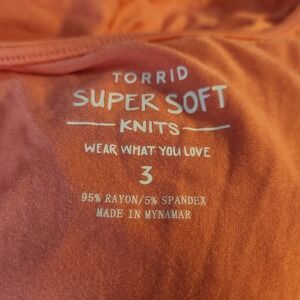 TORRID
SUPER SOFT
KNITS
WEAR WHAT YOU LOVE
3
95% RAYON/5% SPANDEX
MADE IN MYNAMAR